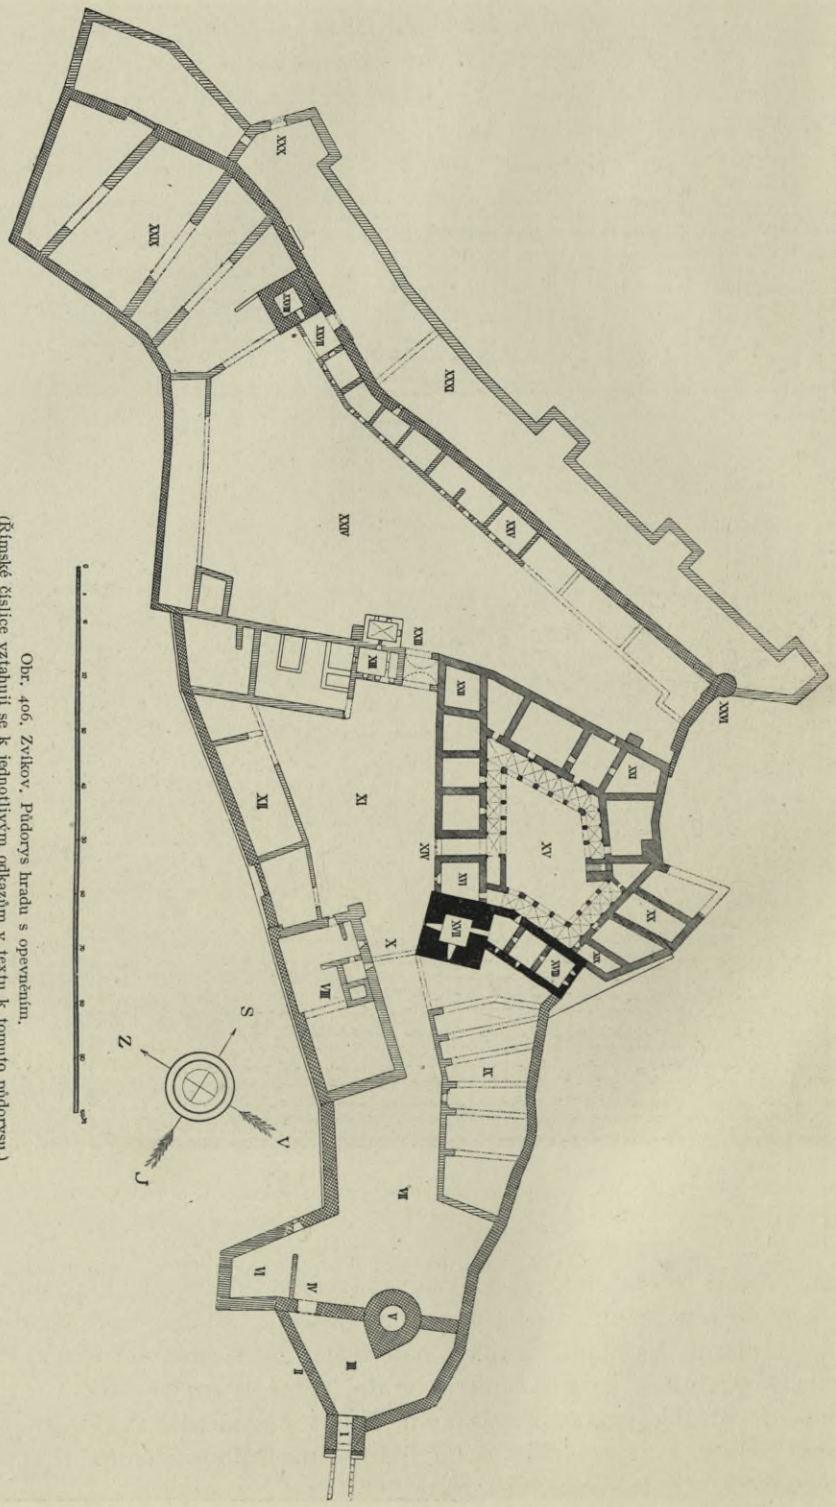 XXX
XXIX
XXVIII
XXVII
XXXI
XXV
XXIV
XXVI
XXIII
XIII
XXII
XXI
XII
XI
XIV
XV
XVI
XVII
XVIII
XIX
XX
X
VIII
IX
VII
VI
IV
V
III
II
I
S
V
Z
J
Obr. 406. Zvíkov. Půdorys hradu s opevněním.
(Římské číslice vztahují se k jednotlivým odkazům v textu k tomuto půdorysu.)